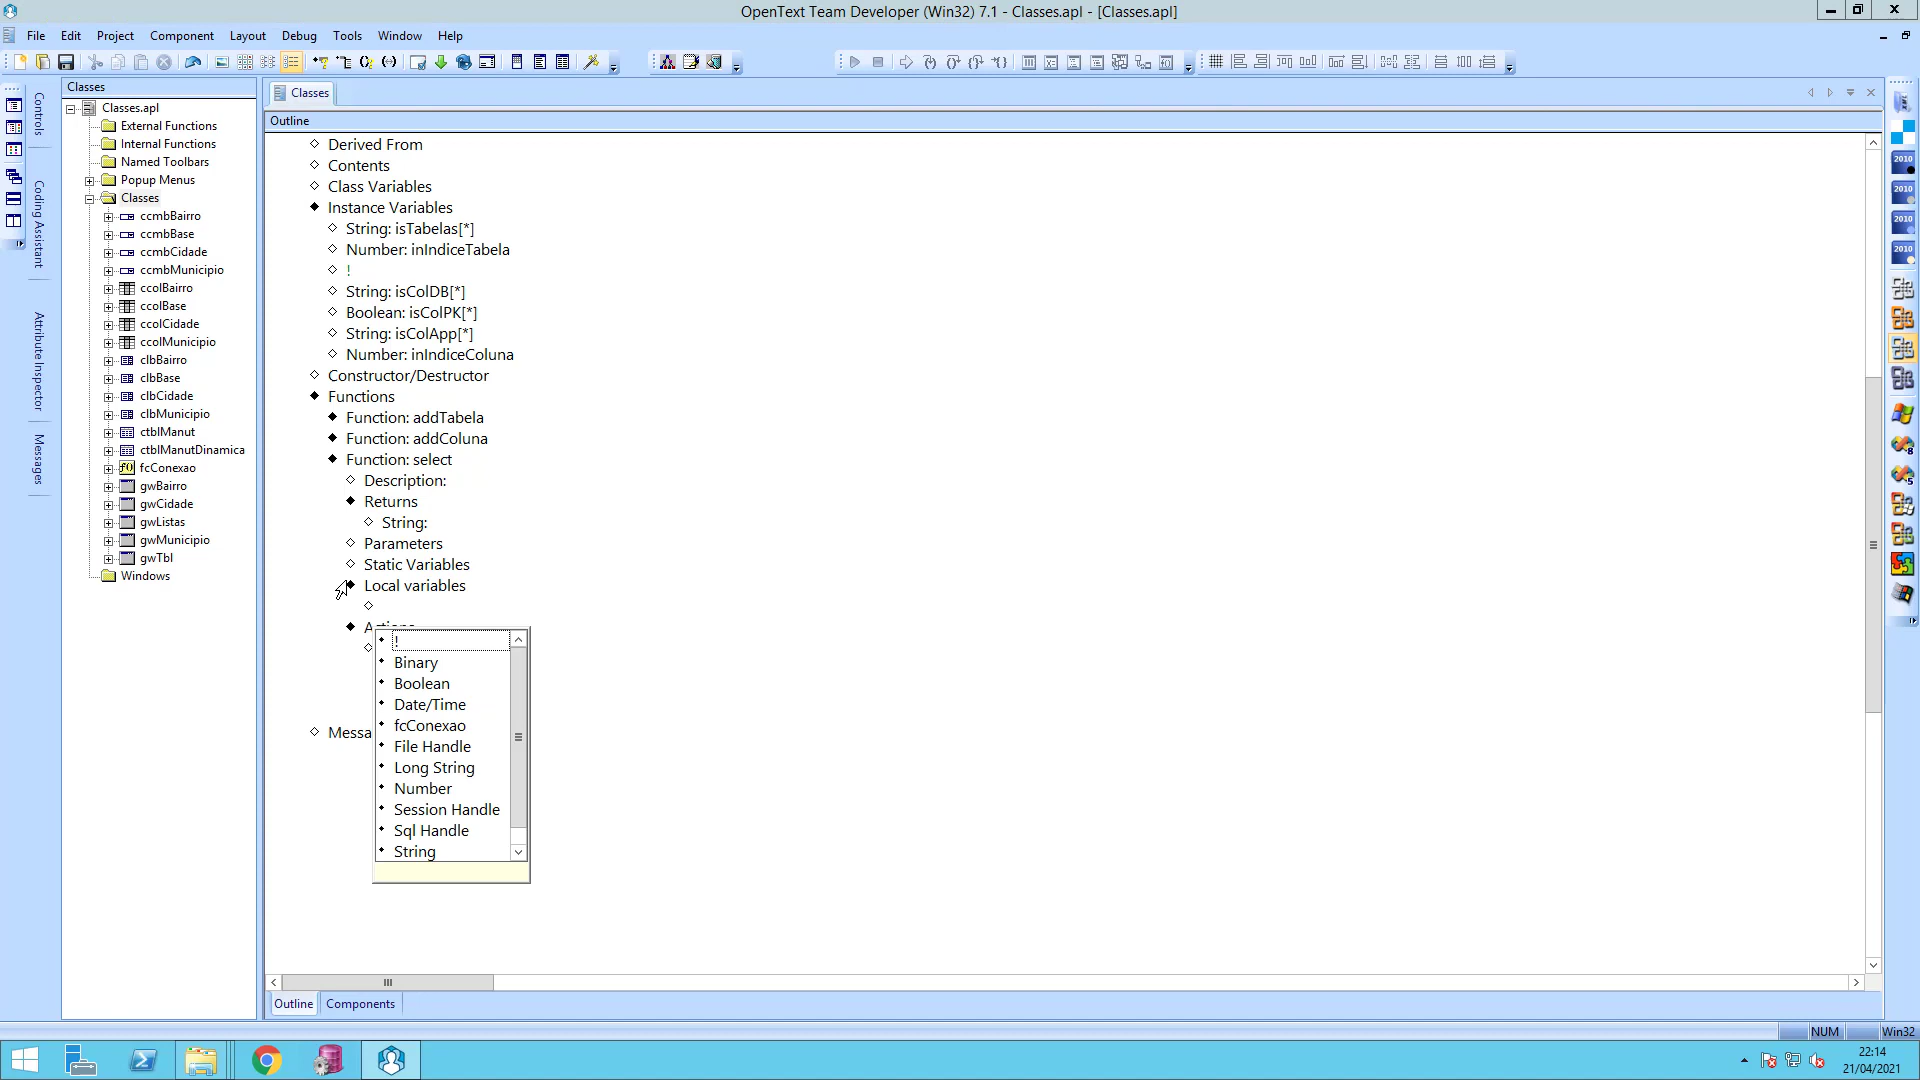 OpenText Team Developer (Win32) 7.1 - Classes.apl - [Classes.apl]
File Edit Project Component Layout Debug Tools Window Help
Classes
Classes.apl
External Functions
Internal Functions
Named Toolbars
Popup Menus
Classes
ccmbBairro
ccmbBase
ccmbCidade
ccmbMunicipio
ccolBairro
ccolBase
ccolCidade
ccolMunicipio
clbBairro
clbBase
clbCidade
clbMunicipio
ctblManut
ctblManutDinamica
fcConexao
gwBairro
gwCidade
gwListas
gwMunicipio
gwTbl
Windows
Controls
Coding Assistant
Attribute Inspector
Messages
Classes
Outline
Derived From
Contents
Class Variables
Instance Variables
String: isTabelas[*]
Number: inIndiceTabela
!
String: isColDB[*]
Boolean: isColPK[*]
String: isColApp[*]
Number: inIndiceColuna
Constructor/Destructor
Functions
Function: addTabela
Function: addColuna
Function: select
Description:
Returns
String:
Parameters
Static Variables
Local variables
Actions
!
Binary
Boolean
Date/Time
fcConexao
File Handle
Long String
Number
Session Handle
Sql Handle
String
Messa
Outline Components
2010
2010
2010
2010
NUM Win32
22:14
21/04/2021